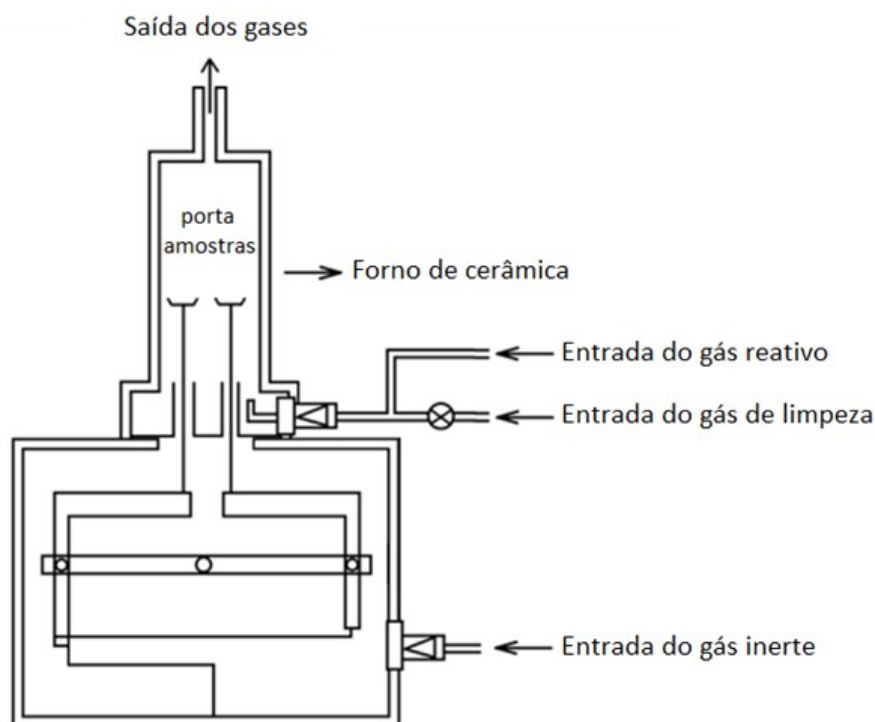 Saída dos gases
porta
amostras
Forno de cerâmica
Entrada do gás reativo
Entrada do gás de limpeza
Entrada do gás inerte